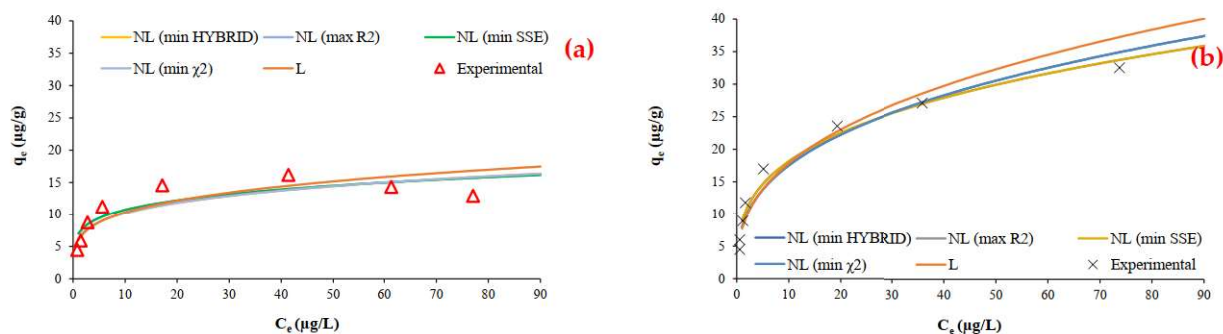 40
35
30
25
20
15
10
5
0
qe (µg/g)
NL (min HYBRID) NL (max R2) NL (min SSE)
NL (min χ2) L Experimental
(a)
0 10 20 30 40 50 60 70 80 90
Ce (µg/L)
40
35
30
25
20
15
10
5
0
qe (µg/g)
(b)
NL (min HYBRID) NL (max R2) NL (min SSE)
NL (min χ2) L Experimental
0 10 20 30 40 50 60 70 80 90
Ce (µg/L)